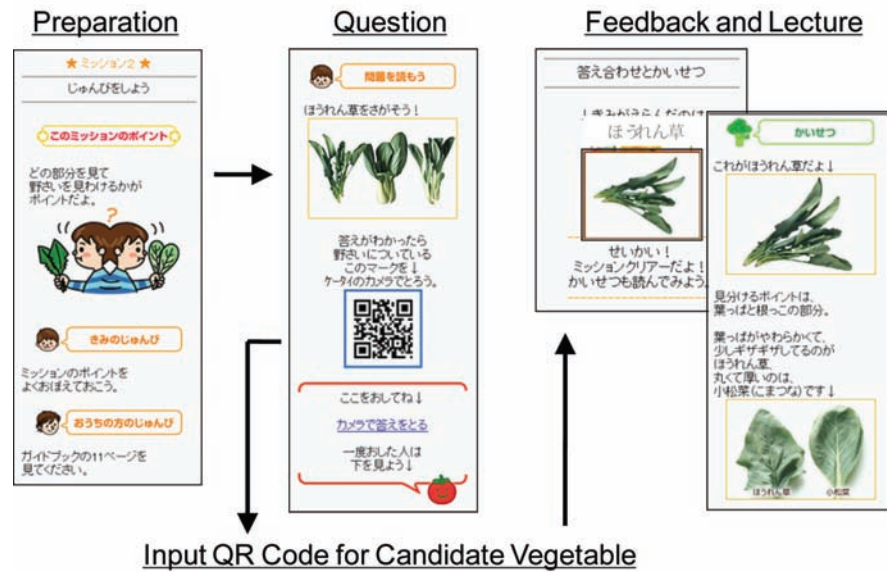 Preparation
★ ミッション2 ★
じゅんびをしよう
このミッションのポイント
どの部分を見て
野さいを見わけるかが
ポイントだよ。
?
きみのじゅんび
ミッションのポイントを
よくおぼえておこう。
おうちの方のじゅんび
ガイドブックの11ページを
見てください。
Question
問題を読もう
ほうれん草をさがそう！
答えがわかったら
野さいについている
このマークを↓
ケータイのカメラでとろう。
ここをおしてね↓
カメラで答えをとる
一度おした人は
下を見よう↓
Feedback and Lecture
答え合わせとかいせつ
！きみがえらんだのは
ほうれん草
せいかい！
ミッションクリアーだよ！
かいせつも読んでみよう。
かいせつ
これがほうれん草だよ↓
見分けるポイントは、
葉っぱと根っこの部分。
葉っぱがやわらかくて、
少しギザギザしてるのが
ほうれん草、
丸くて厚いのは、
小松菜(こまつな)です↓
ほうれん草
小松菜
Input QR Code for Candidate Vegetable